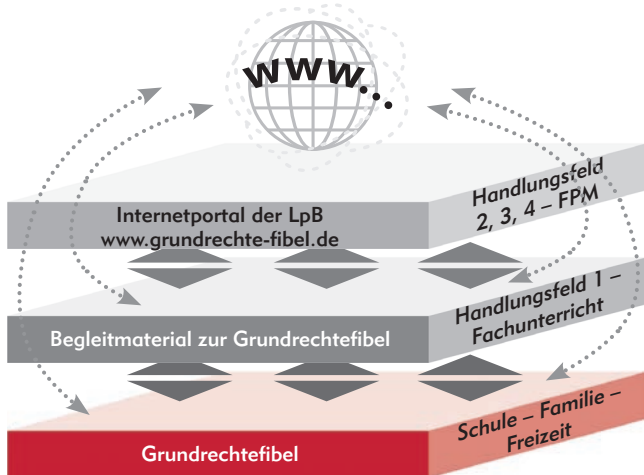 www...
Internetportal der LpB
www.grundrechte-fibel.de
Handlungsfeld
2, 3, 4 – FPM
Begleitmaterial zur Grundrechtefibel
Handlungsfeld 1 –
Fachunterricht
Grundrechtefibel
Schule – Familie –
Freizeit